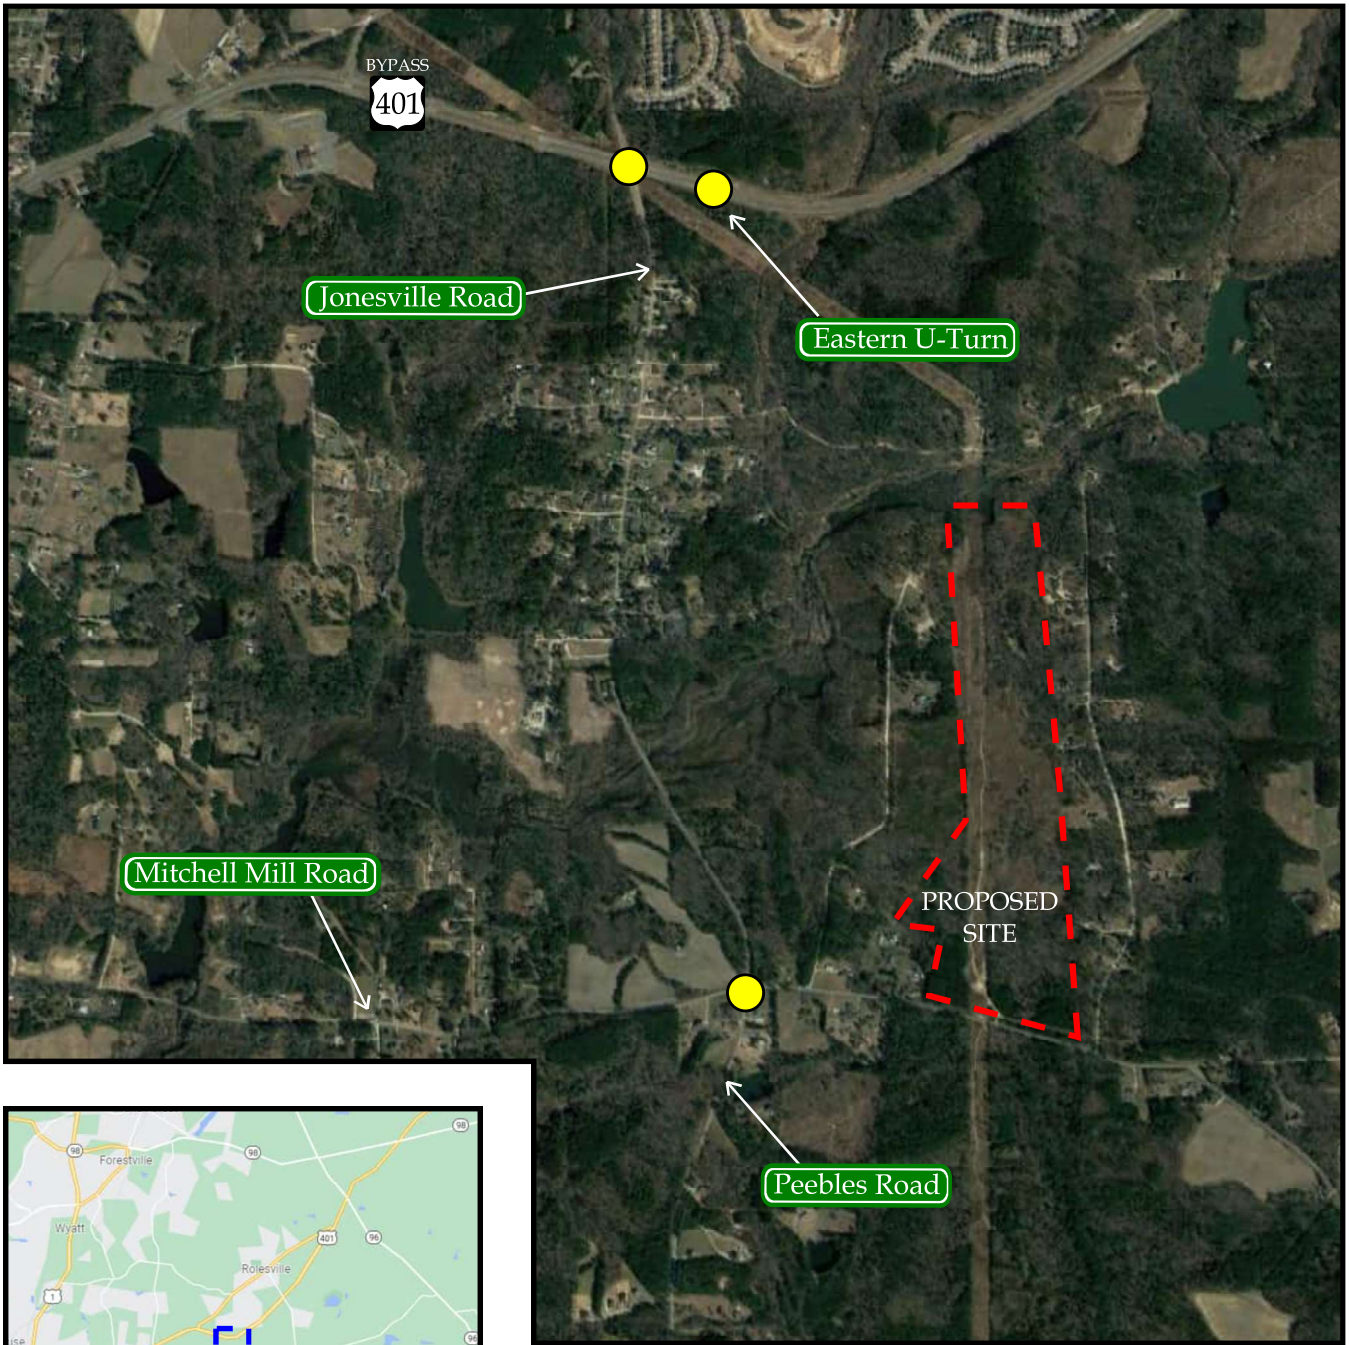 BYPASS
401
Jonesville Road
Eastern U-Turn
Mitchell Mill Road
PROPOSED
SITE
Peebles Road
98
98
98
Forestville
Wyatt
401
96
Rolesville
1
96